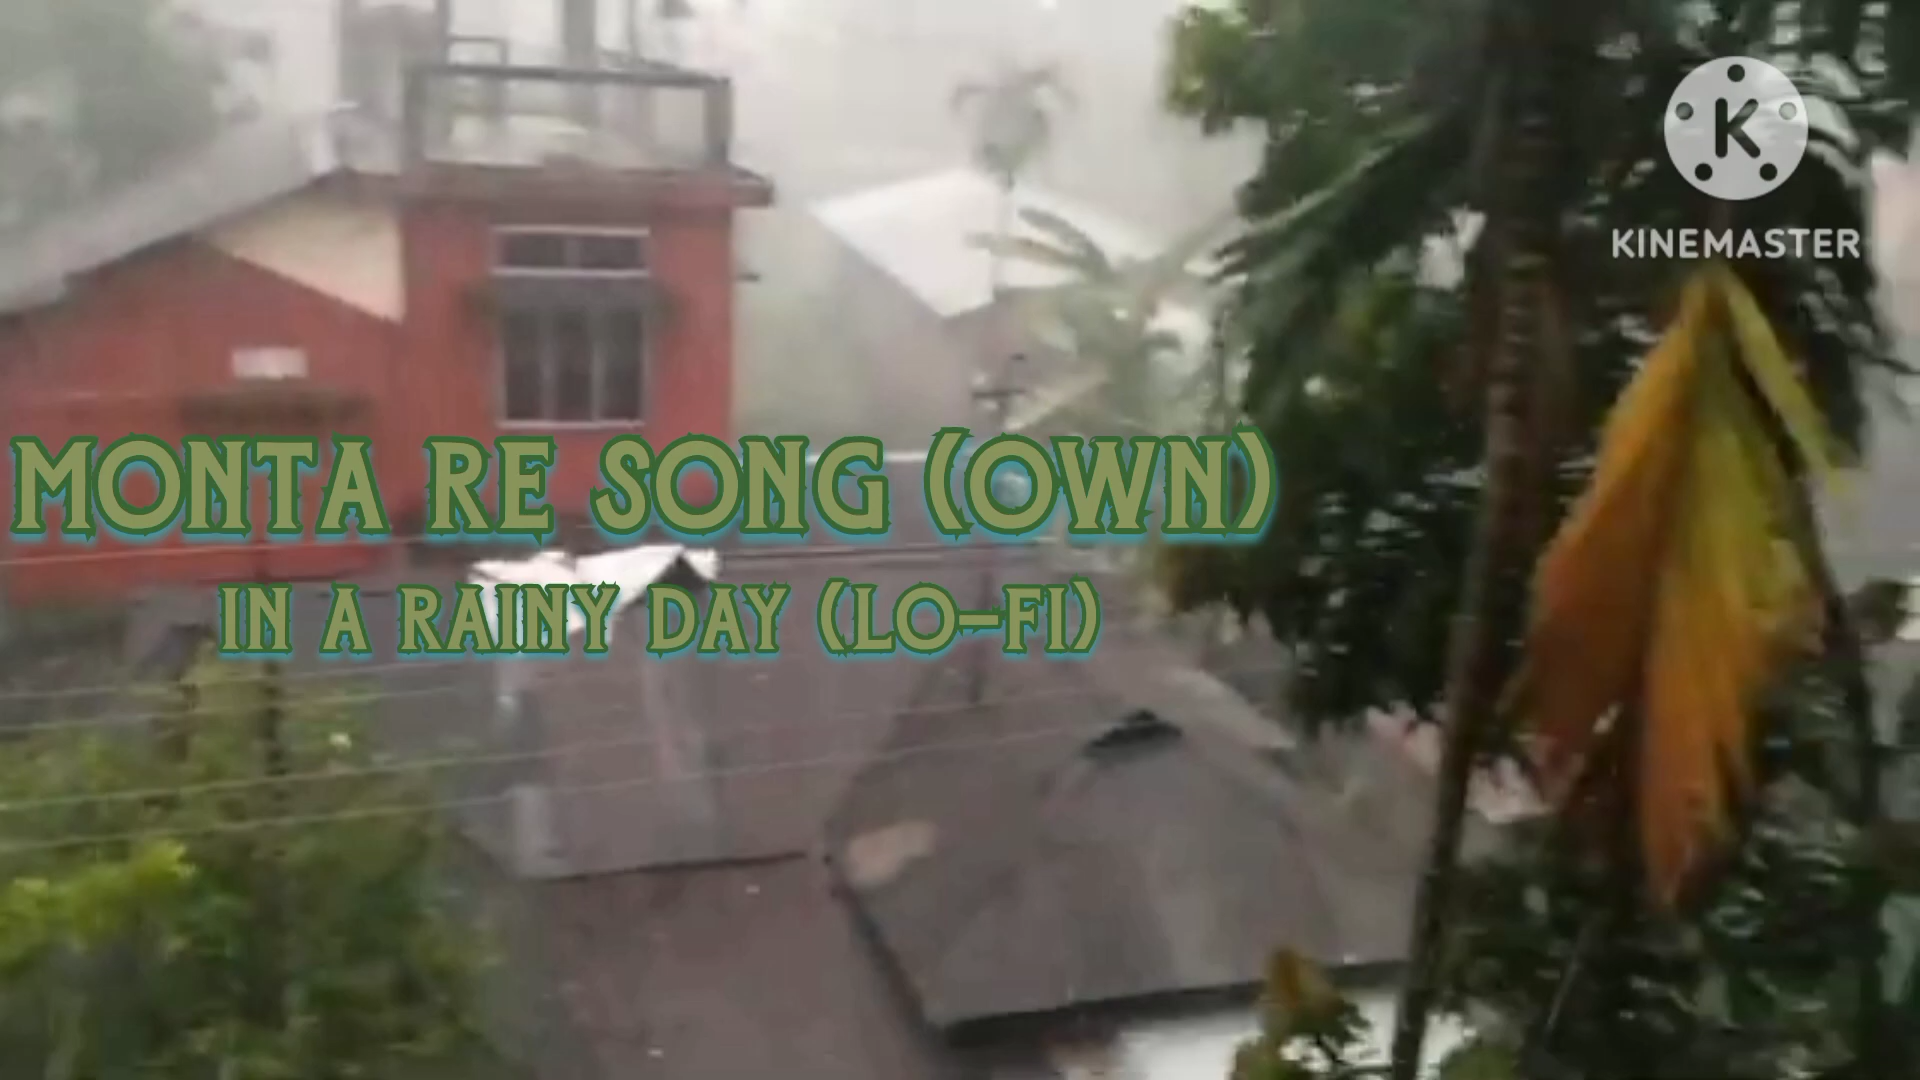 K
KINEMASTER
MONTA RE SONG (OWN)
IN A RAINY DAY (LO-FI)